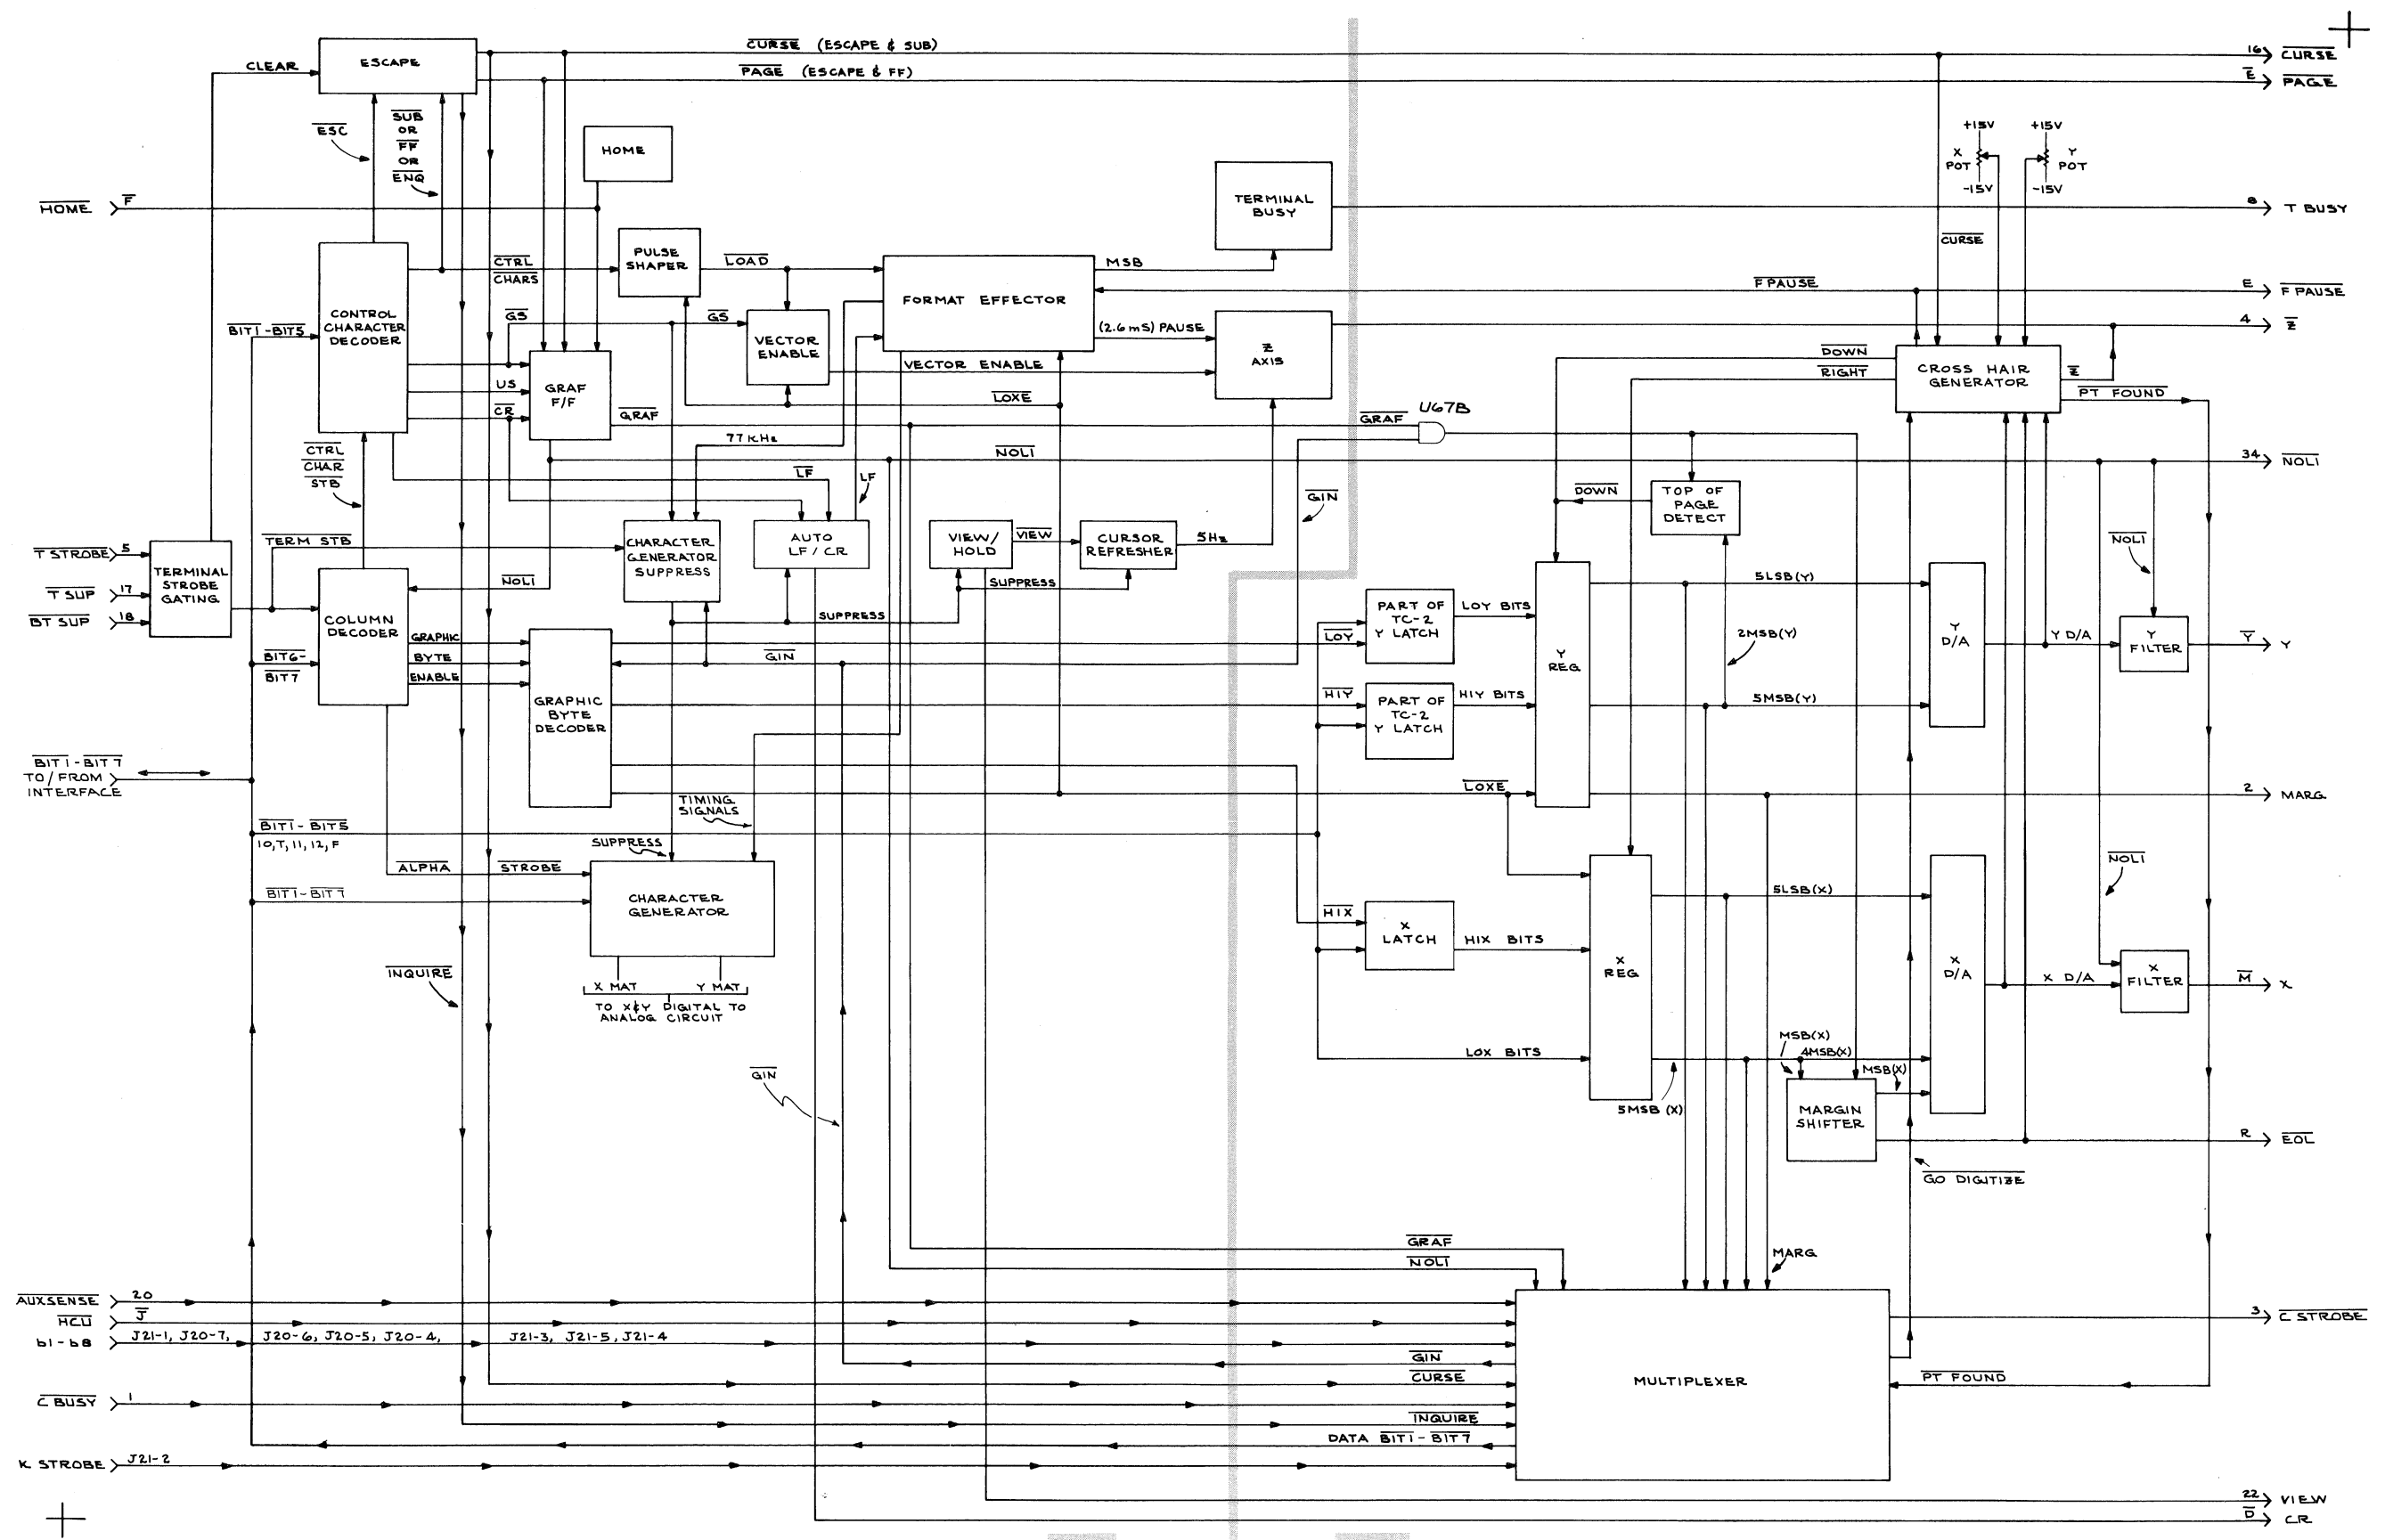 CURSE (ESCAPE & SUB)
16 CURSE
ESCAPE
CLEAR
PAGE (ESCAPE & FF)
E PAGE
SUB
OR
FF
OR
ENQ
ESC
HOME
+15V
+15V
X
POT
Y
POT
-15V
-15V
HOME F
TERMINAL
BUSY
8 T BUSY
CURSE
PULSE
SHAPER
CTRL
CHARS
LOAD
MSB
FORMAT EFFECTOR
F PAUSE
E F PAUSE
CONTROL
CHARACTER
DECODER
BIT1-BIT5
GS
GS
VECTOR
ENABLE
(2.6 mS) PAUSE
Z
AXIS
4 Z
VECTOR ENABLE
DOWN
RIGHT
CROSS HAIR
GENERATOR
Z
PT FOUND
US
GRAF
F/F
CR
GRAF
LOXE
GRAF
U67B
77KHz
CTRL
CHAR
STB
NOLI
34 NOLI
LF
LF
GIN
DOWN
TOP OF
PAGE
DETECT
T STROBE 5
TERM STB
CHARACTER
GENERATOR
SUPPRESS
AUTO
LF / CR
VIEW/
HOLD
VIEW
CURSOR
REFRESHER
5Hz
NOLI
TERMINAL
STROBE
GATING
T SUP 17
BT SUP 18
NOLI
SUPPRESS
SUPPRESS
5LSB(Y)
COLUMN
DECODER
PART OF
TC-2
Y LATCH
LOY BITS
LOY
GRAPHIC
BYTE
ENABLE
GIN
Y
REG
2MSB(Y)
Y
D/A
Y D/A
Y
FILTER
Y Y
BIT6-
BIT7
GRAPHIC
BYTE
DECODER
HIY
PART OF
TC-2
Y LATCH
HIY BITS
5MSB(Y)
BIT1-BIT7
TO/FROM
INTERFACE
TIMING
SIGNALS
LOXE
2 MARG
BIT1-BIT5
10,T,11,12,F
SUPPRESS
ALPHA STROBE
BIT1-BIT7
CHARACTER
GENERATOR
NOLI
5LSB(X)
HIX
X
LATCH
HIX BITS
X
REG
X
D/A
X D/A
X
FILTER
M X
INQUIRE
X MAT Y MAT
TO X&Y DIGITAL TO
ANALOG CIRCUIT
LOX BITS
MSB(X)
4MSB(X)
MSB(X)
GIN
5MSB (X)
MARGIN
SHIFTER
R EOL
GO DIGITIZE
GRAF
NOLI
MARG
AUXSENSE 20
HCU J
b1-b8 J21-1, J20-7, J20-6, J20-5, J20-4, J21-3, J21-5, J21-4
3 C STROBE
GIN
CURSE
MULTIPLEXER
PT FOUND
C BUSY 1
INQUIRE
DATA BIT1-BIT7
K STROBE J21-2
22 VIEW
D CR